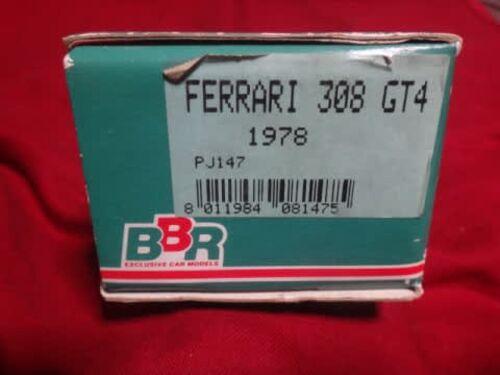 FERRARI 308 GT4
1978
PJ147
8 011984 081475
BBR
EXCLUSIVE CAR MODELS